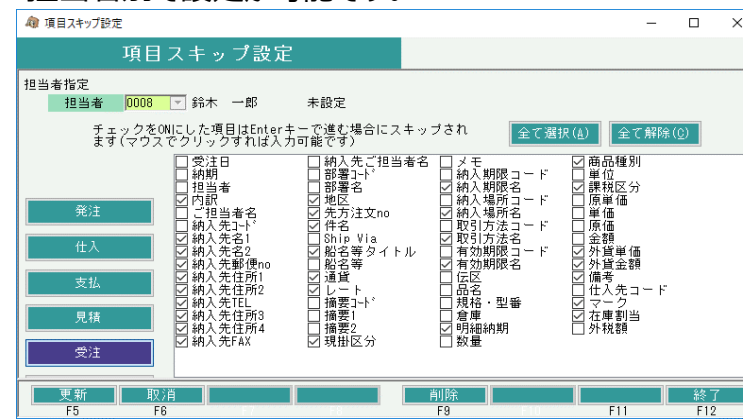 項目スキップ設定
項目スキップ設定
担当者指定
担当者 0008 鈴木 一郎 未設定
チェックをONにした項目はEnterキーで進む場合にスキップされ
ます(マウスでクリックすれば入力可能です)
全て選択(A) 全て解除(C)
受注日
納期
担当者
内訳
ご担当者名
納入先コード
納入先名1
納入先名2
納入先郵便no
納入先住所1
納入先住所2
納入先TEL
納入先住所3
納入先住所4
納入先FAX
納入先ご担当者名
部署コード
部署名
地区
先方注文no
件名
Ship Via
船名等タイトル
船名等
通貨
レート
摘要コード
摘要1
摘要2
現掛区分
メモ
納入期限コード
納入期限名
納入場所コード
納入場所名
取引方法コード
取引方法名
有効期限コード
有効期限名
伝区
品名
規格・型番
倉庫
明細納期
数量
商品種別
単位
課税区分
原単価
単価
原価
金額
外貨単価
外貨金額
備考
仕入先コード
マーク
在庫割当
外税額
発注
仕入
支払
見積
受注
更新 取消 削除 終了
F5 F6 F7 F8 F9 F10 F11 F12